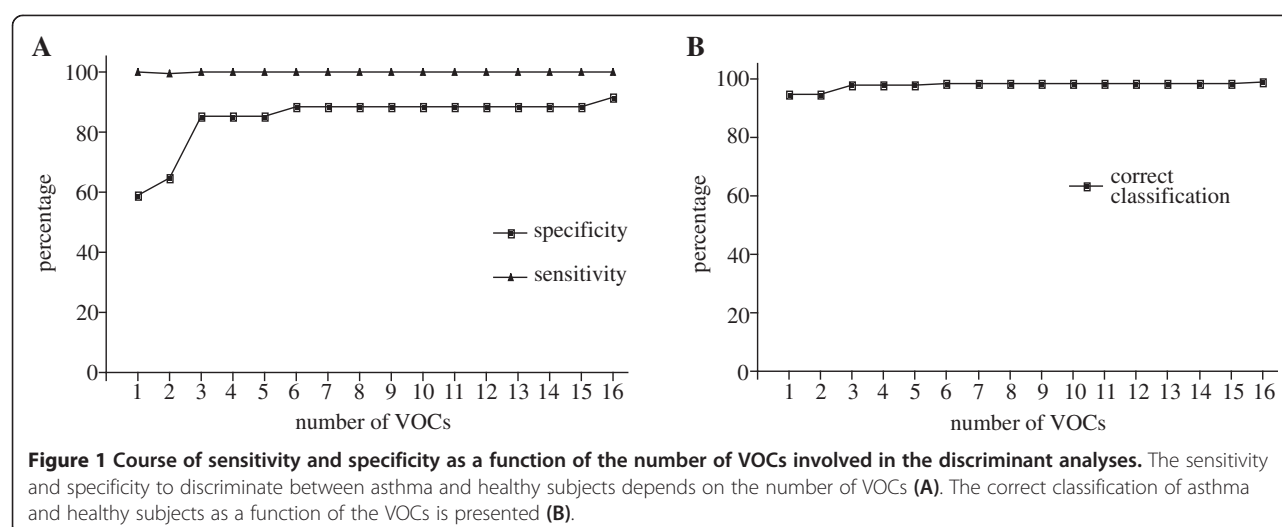 A
percentage
100
80
60
40
20
0
specificity
sensitivity
1 2 3 4 5 6 7 8 9 10 11 12 13 14 15 16
number of VOCs
B
percentage
100
80
60
40
20
0
correct
classification
1 2 3 4 5 6 7 8 9 10 11 12 13 14 15 16
number of VOCs
Figure 1 Course of sensitivity and specificity as a function of the number of VOCs involved in the discriminant analyses. The sensitivity
and specificity to discriminate between asthma and healthy subjects depends on the number of VOCs (A). The correct classification of asthma
and healthy subjects as a function of the VOCs is presented (B).